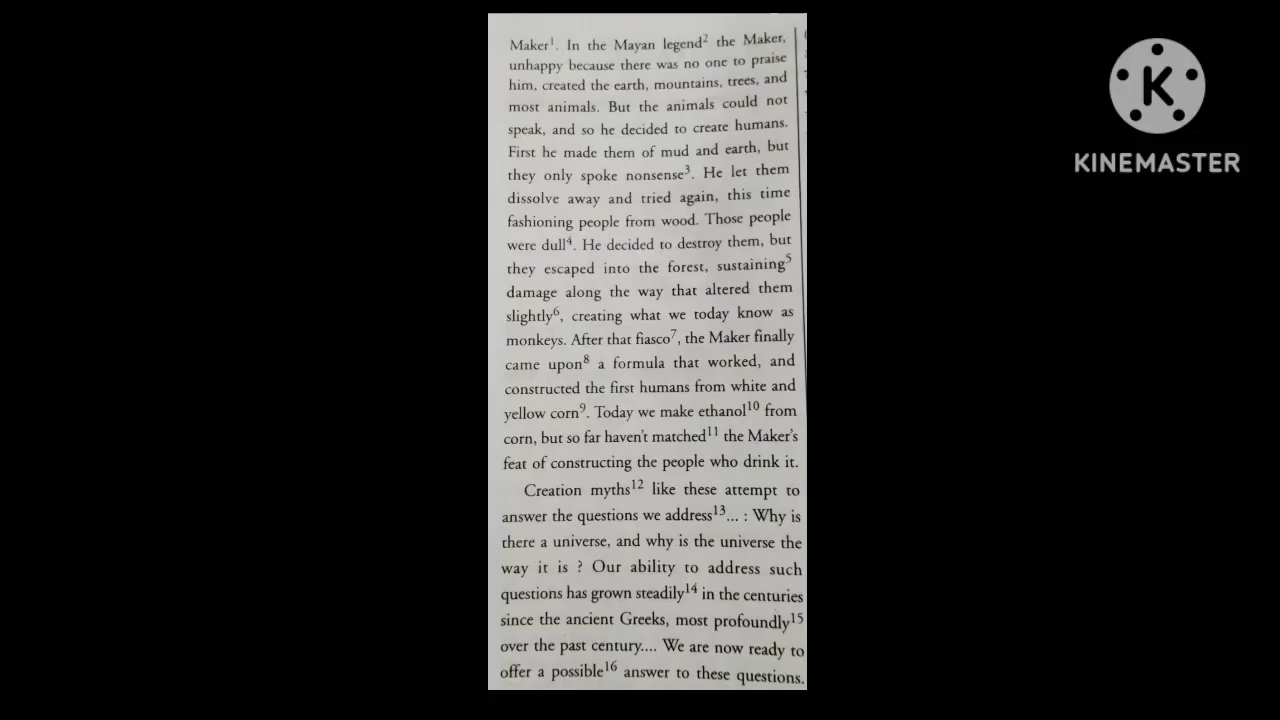 Maker¹. In the Mayan legend² the Maker,
unhappy because there was no one to praise
him, created the earth, mountains, trees, and
most animals. But the animals could not
speak, and so he decided to create humans.
First he made them of mud and earth, but
they only spoke nonsense³. He let them
dissolve away and tried again, this time
fashioning people from wood. Those people
were dull⁴. He decided to destroy them, but
they escaped into the forest, sustaining⁵
damage along the way that altered them
slightly⁶, creating what we today know as
monkeys. After that fiasco⁷, the Maker finally
came upon⁸ a formula that worked, and
constructed the first humans from white and
yellow corn⁹. Today we make ethanol¹⁰ from
corn, but so far haven't matched¹¹ the Maker's
feat of constructing the people who drink it.
Creation myths¹² like these attempt to
answer the questions we address¹³... : Why is
there a universe, and why is the universe the
way it is ? Our ability to address such
questions has grown steadily¹⁴ in the centuries
since the ancient Greeks, most profoundly¹⁵
over the past century.... We are now ready to
offer a possible¹⁶ answer to these questions.
K
KINEMASTER